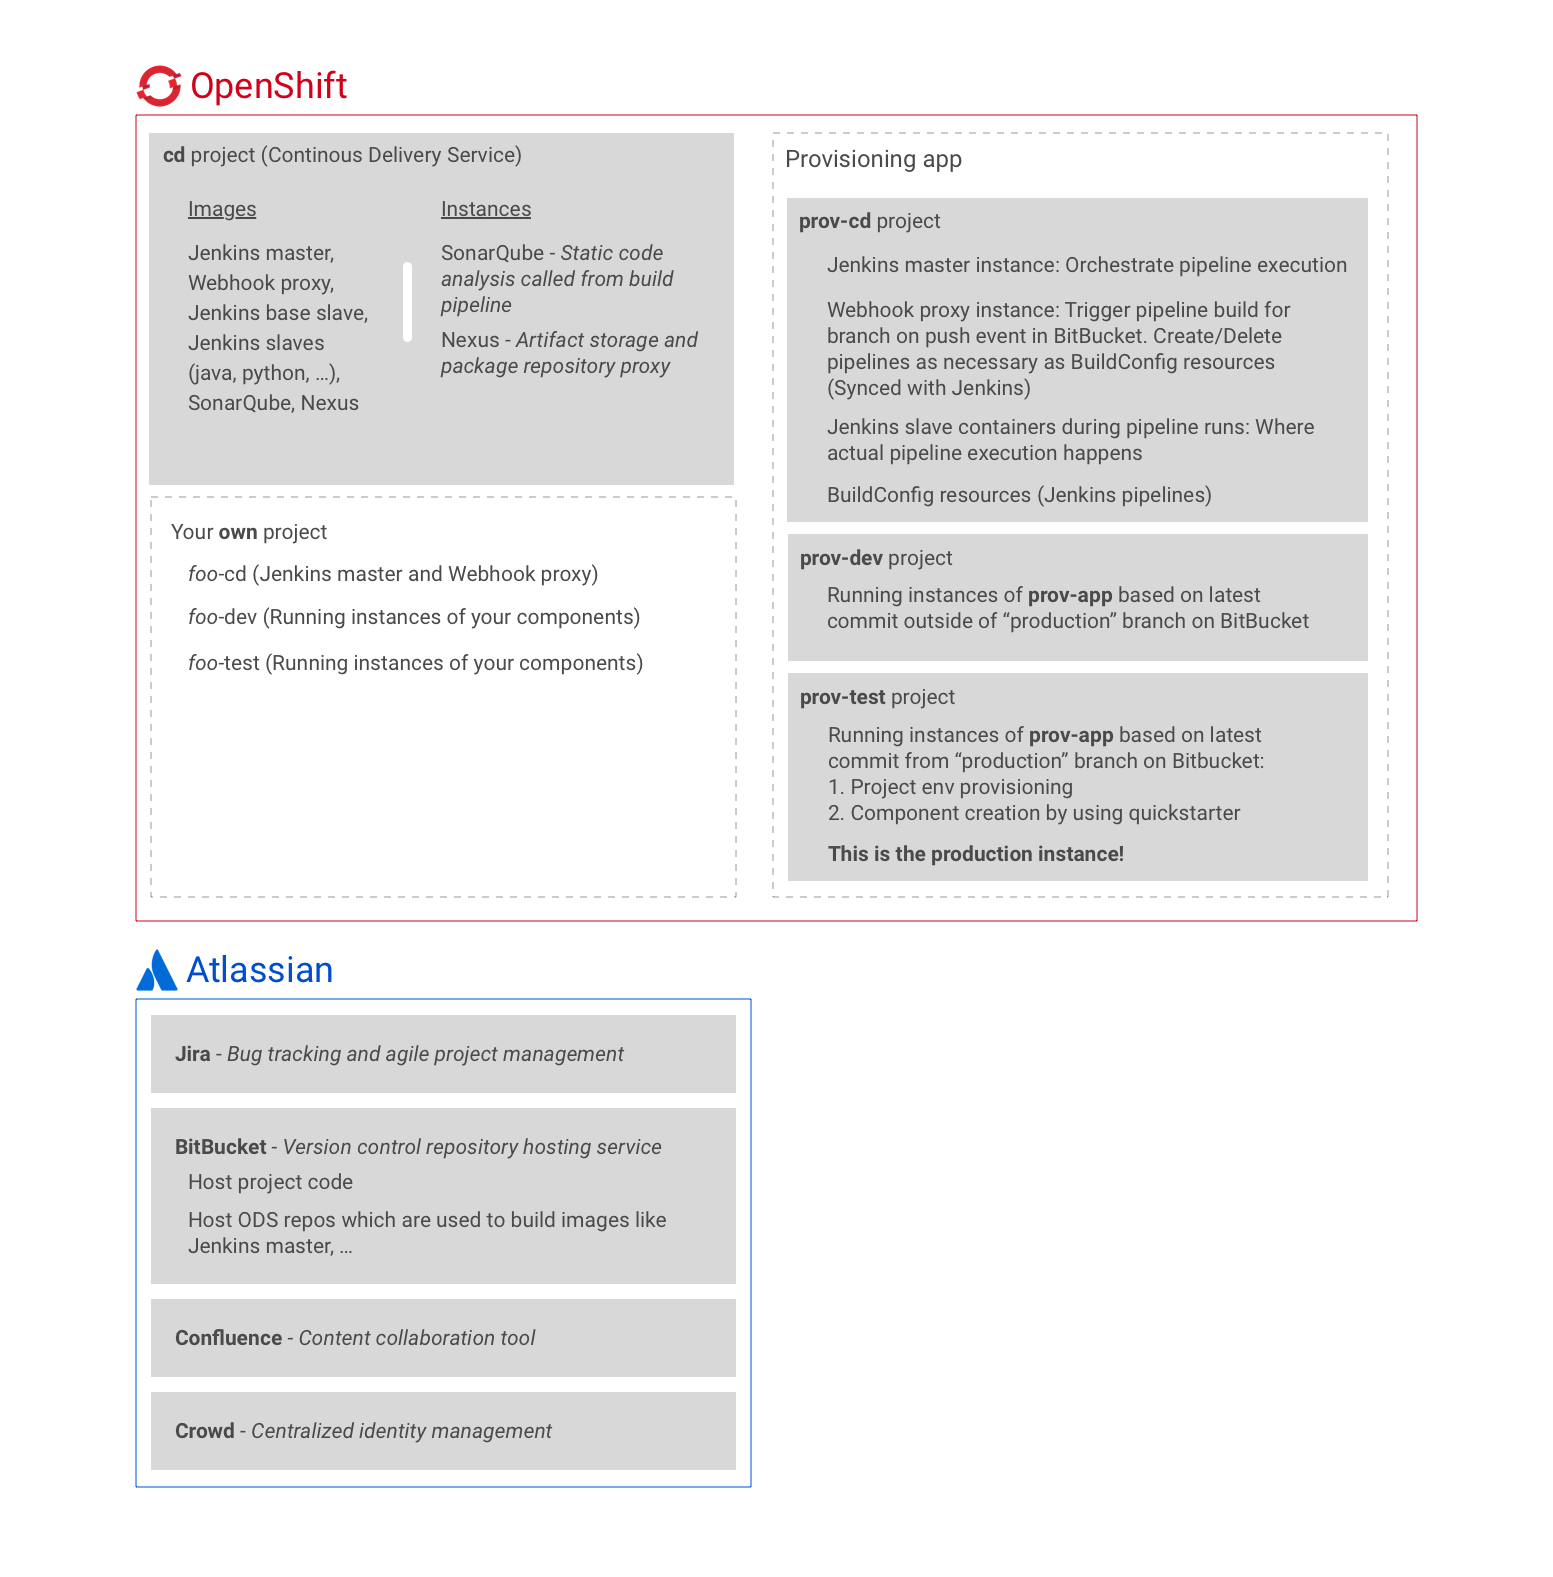 OpenShift
cd project (Continous Delivery Service)
Images
Jenkins master,
Webhook proxy,
Jenkins base slave,
Jenkins slaves
(java, python, …),
SonarQube, Nexus
Instances
SonarQube - Static code
analysis called from build
pipeline
Nexus - Artifact storage and
package repository proxy
Your own project
foo-cd (Jenkins master and Webhook proxy)
foo-dev (Running instances of your components)
foo-test (Running instances of your components)
Provisioning app
prov-cd project
Jenkins master instance: Orchestrate pipeline execution
Webhook proxy instance: Trigger pipeline build for
branch on push event in BitBucket. Create/Delete
pipelines as necessary as BuildConfig resources
(Synced with Jenkins)
Jenkins slave containers during pipeline runs: Where
actual pipeline execution happens
BuildConfig resources (Jenkins pipelines)
prov-dev project
Running instances of prov-app based on latest
commit outside of “production” branch on BitBucket
prov-test project
Running instances of prov-app based on latest
commit from “production” branch on Bitbucket:
1. Project env provisioning
2. Component creation by using quickstarter
This is the production instance!
Atlassian
Jira - Bug tracking and agile project management
BitBucket - Version control repository hosting service
Host project code
Host ODS repos which are used to build images like
Jenkins master, …
Confluence - Content collaboration tool
Crowd - Centralized identity management